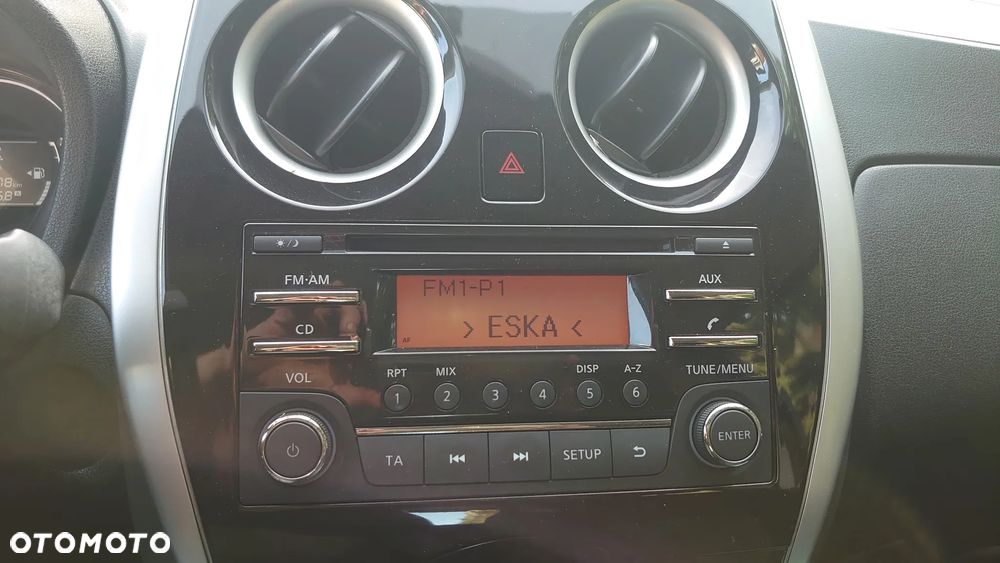 km
FM·AM
AUX
FM1-P1
> ESKA <
AF
CD
VOL
RPT
MIX
DISP
A-Z
TUNE/MENU
1
2
3
4
5
6
TA
SETUP
ENTER
OTOMOTO